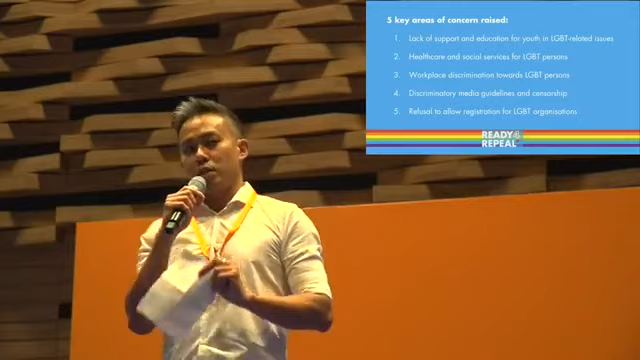 5 key areas of concern raised:
1. Lack of support and education for youth in LGBT-related issues
2. Healthcare and social services for LGBT persons
3. Workplace discrimination towards LGBT persons
4. Discriminatory media guidelines and censorship
5. Refusal to allow registration for LGBT organisations
READY4
REPEAL